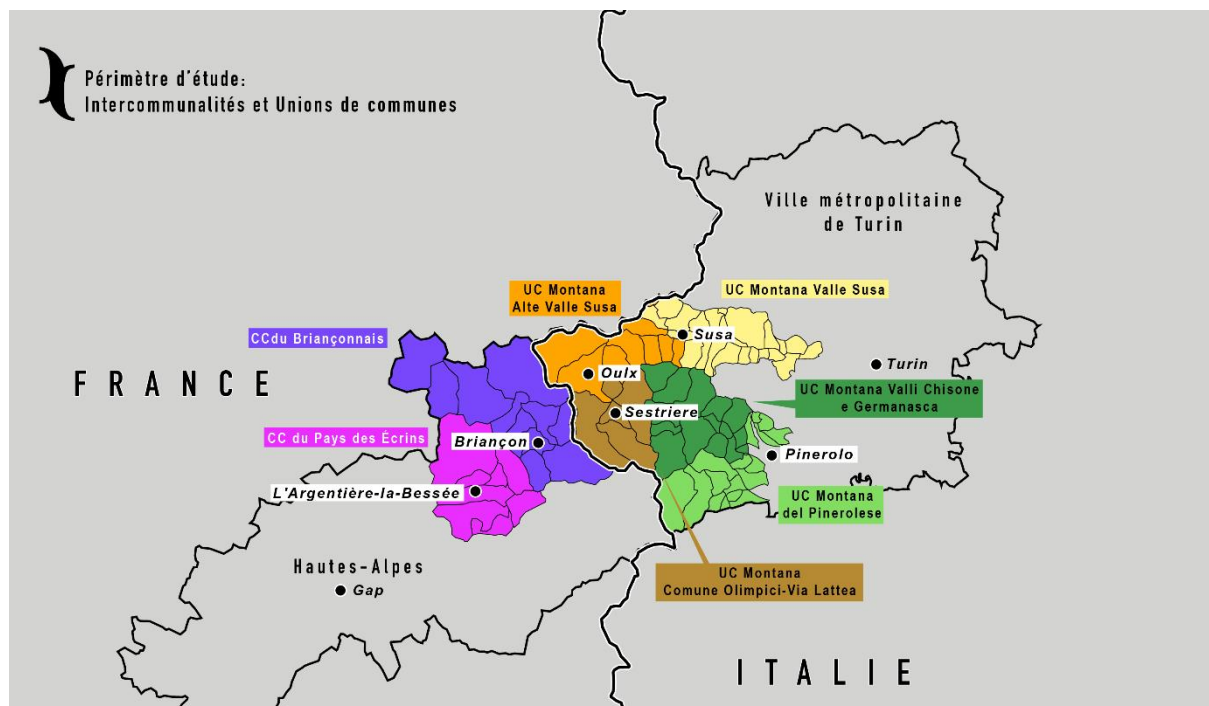 Périmètre d'étude:
Intercommunalités et Unions de communes
Ville métropolitaine
de Turin
UC Montana
Alte Valle Susa
UC Montana Valle Susa
CCdu Briançonnais
Susa
Turin
Oulx
FRANCE
UC Montana Valli Chisone
e Germanasca
Sestriere
CC du Pays des Écrins
Briançon
Pinerolo
L'Argentière-la-Bessée
UC Montana
del Pinerolese
Hautes-Alpes
Gap
UC Montana
Comune Olimpici-Via Lattea
ITALIE